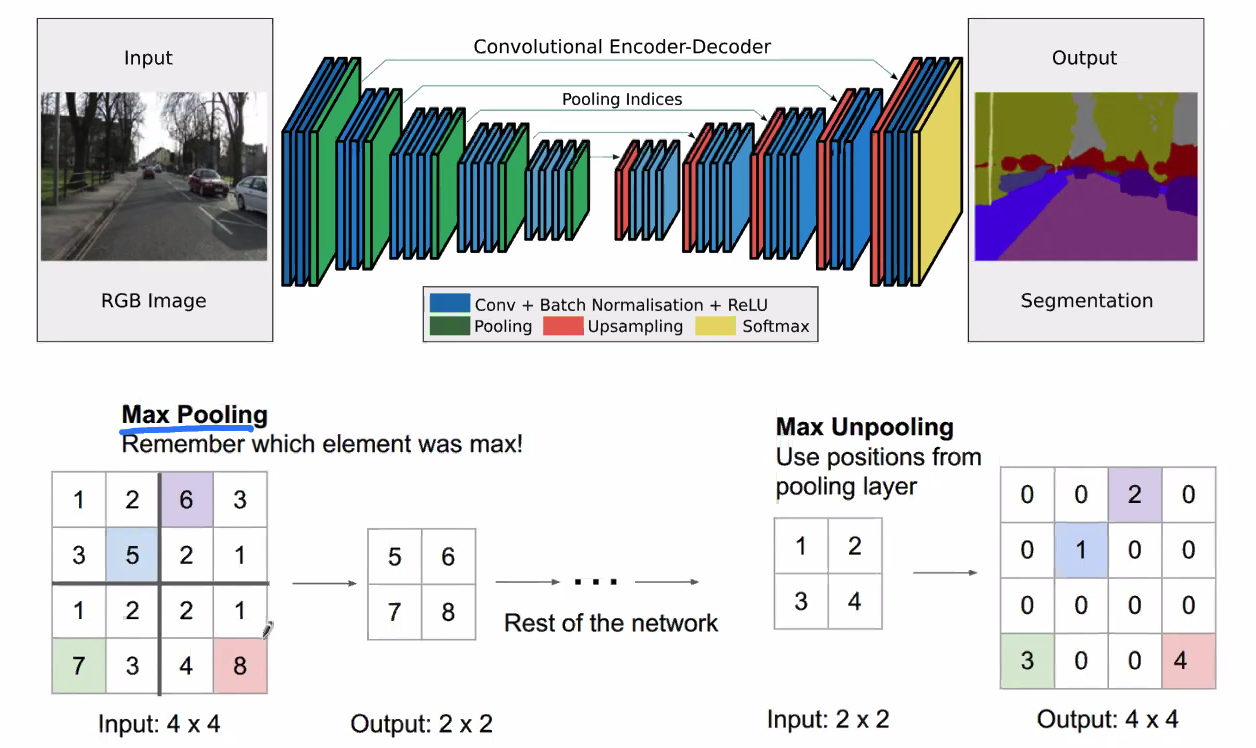 Input
RGB Image
Convolutional Encoder-Decoder
Pooling Indices
Conv + Batch Normalisation + ReLU
Pooling Upsampling Softmax
Output
Segmentation
Max Pooling
Remember which element was max!
1 2 6 3
3 5 2 1
1 2 2 1
7 3 4 8
Input: 4 x 4
5 6
7 8
Output: 2 x 2
...
Rest of the network
Max Unpooling
Use positions from
pooling layer
1 2
3 4
Input: 2 x 2
0 0 2 0
0 1 0 0
0 0 0 0
3 0 0 4
Output: 4 x 4